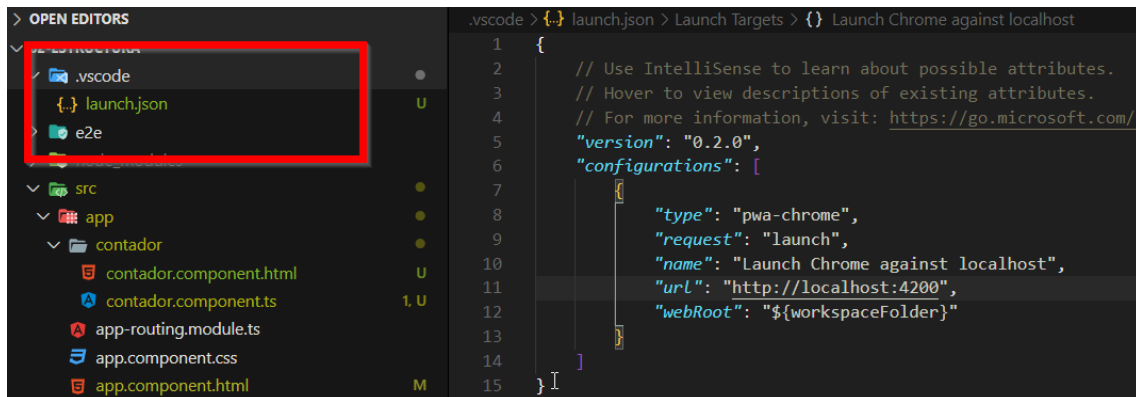 OPEN EDITORS
02-ESTRUCTURA
.vscode
launch.json U
e2e
node_modules
src
app
contador
contador.component.html U
contador.component.ts 1, U
app-routing.module.ts
app.component.css
app.component.html M
.vscode > {..} launch.json > Launch Targets > {} Launch Chrome against localhost
1 {
2 // Use IntelliSense to learn about possible attributes.
3 // Hover to view descriptions of existing attributes.
4 // For more information, visit: https://go.microsoft.com/
5 "version": "0.2.0",
6 "configurations": [
7 {
8 "type": "pwa-chrome",
9 "request": "launch",
10 "name": "Launch Chrome against localhost",
11 "url": "http://localhost:4200",
12 "webRoot": "${workspaceFolder}"
13 }
14 ]
15 }